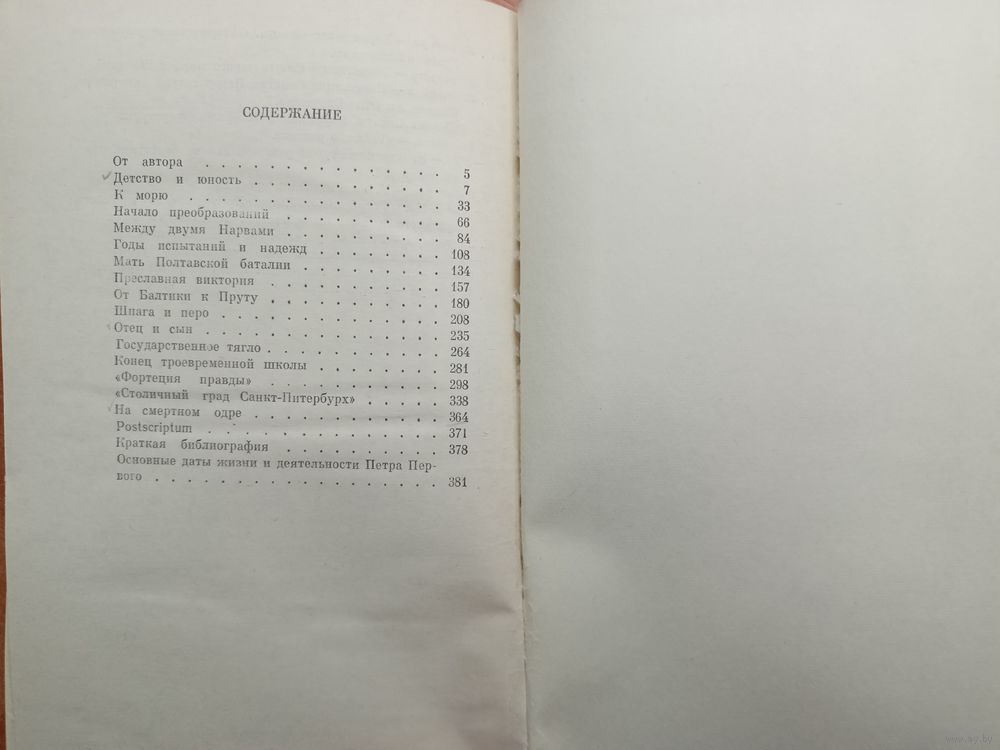 СОДЕРЖАНИЕ
От автора . . . . . . . . . . . . . . . 5
Детство и юность . . . . . . . . . . . . 7
К морю . . . . . . . . . . . . . . . . 33
Начало преобразований . . . . . . . . . . 66
Между двумя Нарвами . . . . . . . . . . 84
Годы испытаний и надежд . . . . . . . . 108
Мать Полтавской баталии . . . . . . . . . 134
Преславная виктория . . . . . . . . . . . 157
От Балтики к Пруту . . . . . . . . . . . 180
Шпага и перо . . . . . . . . . . . . . . 208
Отец и сын . . . . . . . . . . . . . . . 235
Государственное тягло . . . . . . . . . . . 264
Конец троевременной школы . . . . . . . . 281
«Фортеция правды» . . . . . . . . . . . 298
«Столичный град Санкт-Питербурх» . . . . . 338
На смертном одре . . . . . . . . . . . . 364
Postscriptum . . . . . . . . . . . . . . 371
Краткая библиография . . . . . . . . . . 378
Основные даты жизни и деятельности Петра Пер-
вого . . . . . . . . . . . . . . . . . . 381
www.ay.by